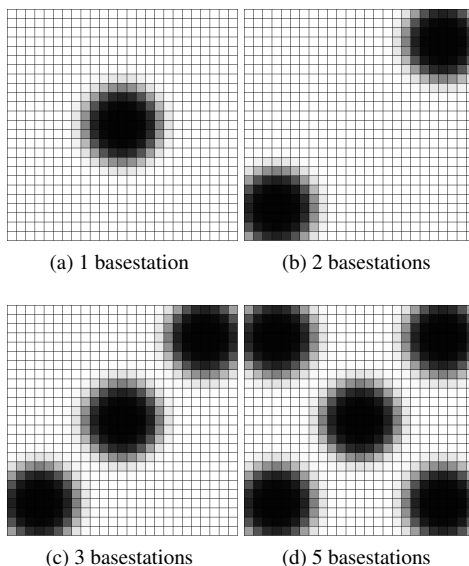 (a) 1 basestation
(b) 2 basestations
(c) 3 basestations
(d) 5 basestations